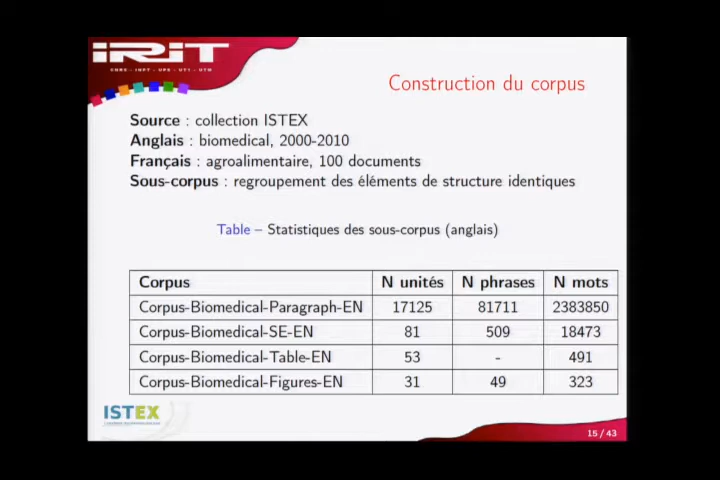 IRIT
CNRS - INPT - UPS - UT1 - UTM
Construction du corpus
Source : collection ISTEX
Anglais : biomedical, 2000-2010
Français : agroalimentaire, 100 documents
Sous-corpus : regroupement des éléments de structure identiques
Table – Statistiques des sous-corpus (anglais)
Corpus N unités N phrases N mots
Corpus-Biomedical-Paragraph-EN 17125 81711 2383850
Corpus-Biomedical-SE-EN 81 509 18473
Corpus-Biomedical-Table-EN 53 - 491
Corpus-Biomedical-Figures-EN 31 49 323
ISTEX
15 / 43